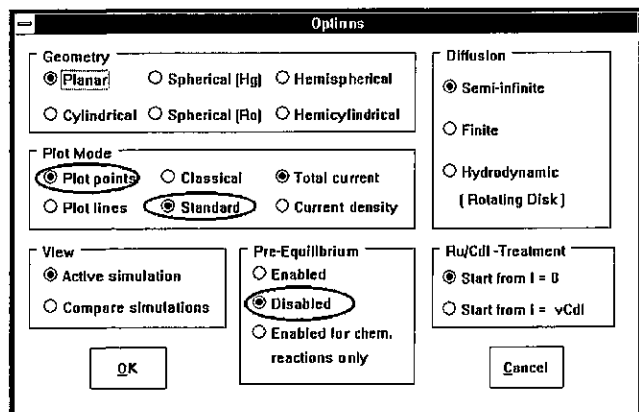 Options
Geometry
Planar
Spherical (Hg)
Hemispherical
Cylindrical
Spherical (Ro)
Hemicylindrical
Plot Mode
Plot points
Classical
Total current
Plot lines
Standard
Current density
View
Active simulation
Compare simulations
Pre-Equilibrium
Enabled
Disabled
Enabled for chem.
reactions only
Diffusion
Semi-infinite
Finite
Hydrodynamic
(Rotating Disk)
Ru/Cdl-Treatment
Start from I = 0
Start from I = vCdl
OK
Cancel